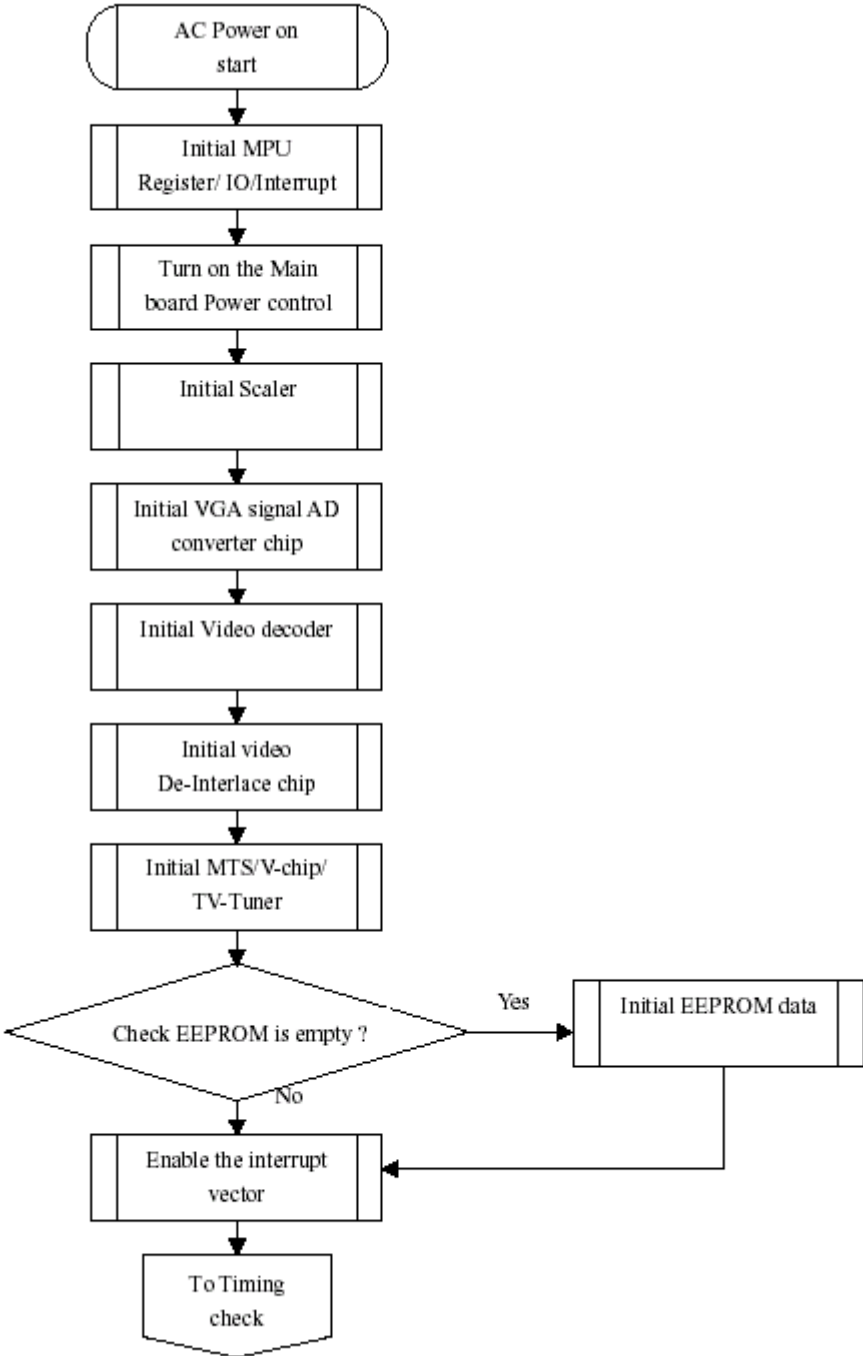 AC Power on
start
Initial MPU
Register/ IO/Interrupt
Turn on the Main
board Power control
Initial Scaler
Initial VGA signal AD
converter chip
Initial Video decoder
Initial video
De-Interlace chip
Initial MTS/V-chip/
TV-Tuner
Check EEPROM is empty ?
Yes
Initial EEPROM data
No
Enable the interrupt
vector
To Timing
check